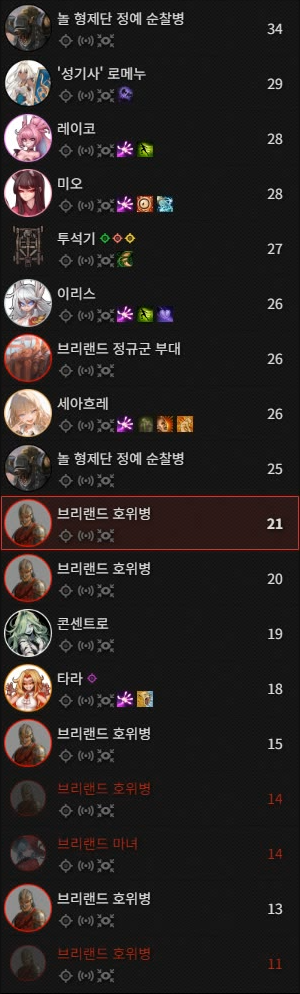 놀 형제단 정예 순찰병
34
'성기사' 로메누
29
레이코
28
미오
28
투석기
27
이리스
26
브리랜드 정규군 부대
26
세아흐레
26
놀 형제단 정예 순찰병
25
브리랜드 호위병
21
브리랜드 호위병
20
콘센트로
19
타라
18
브리랜드 호위병
15
브리랜드 호위병
14
브리랜드 마녀
14
브리랜드 호위병
13
브리랜드 호위병
11